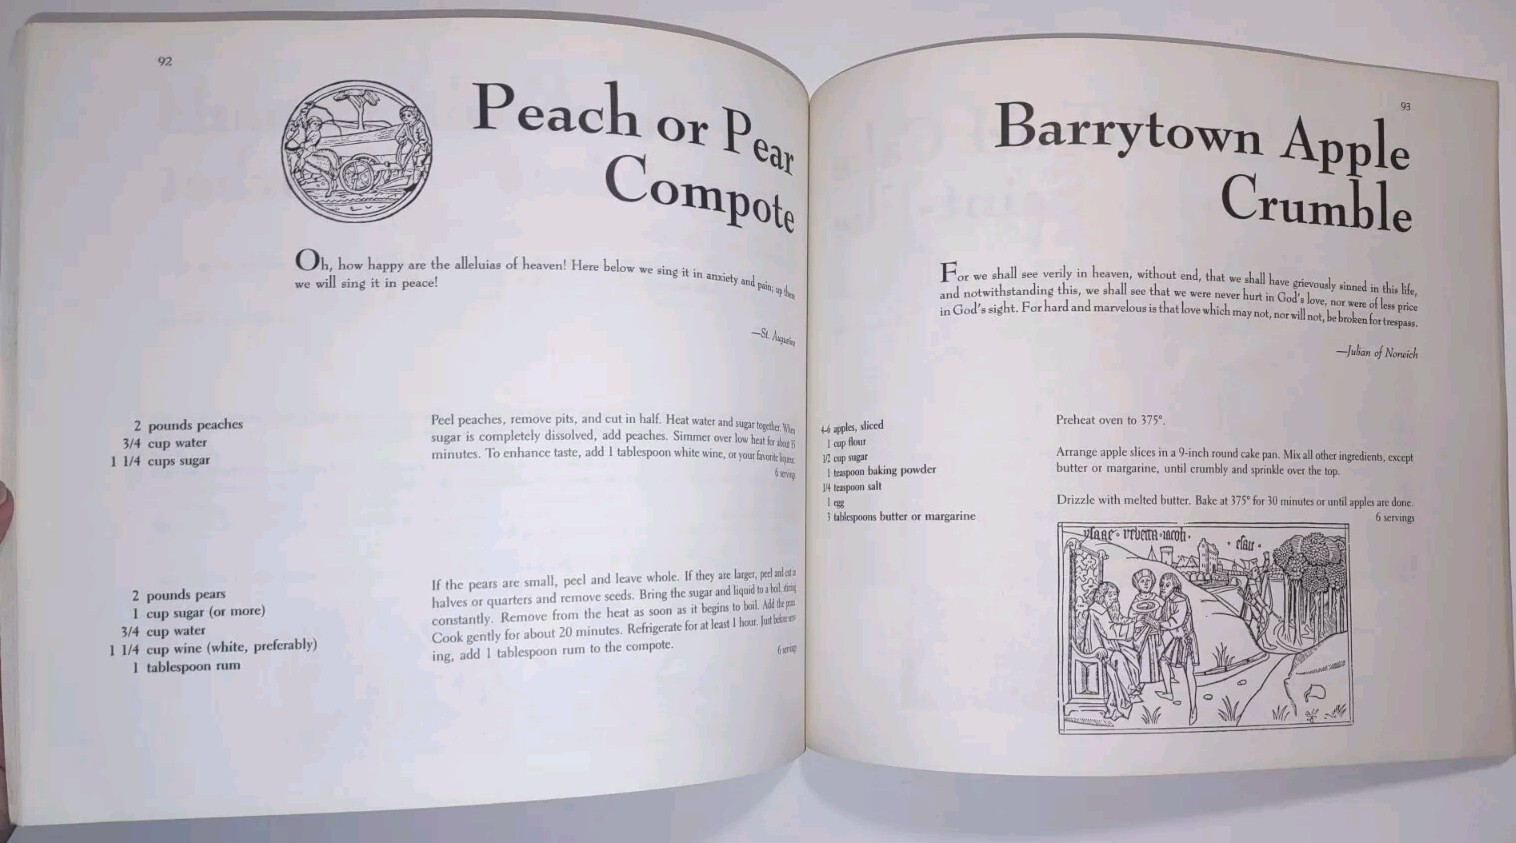 92
Peach or Pear
Compote
Oh, how happy are the alleluias of heaven! Here below we sing it in anxiety and pain; up there
we will sing it in peace!
—St. Augustine
2 pounds peaches
3/4 cup water
1 1/4 cups sugar
Peel peaches, remove pits, and cut in half. Heat water and sugar together. When
sugar is completely dissolved, add peaches. Simmer over low heat for about 15
minutes. To enhance taste, add 1 tablespoon white wine, or your favorite liqueur.
6 servings
2 pounds pears
1 cup sugar (or more)
3/4 cup water
1 1/4 cup wine (white, preferably)
1 tablespoon rum
If the pears are small, peel and leave whole. If they are larger, peel and cut in
halves or quarters and remove seeds. Bring the sugar and liquid to a boil, stirring
constantly. Remove from the heat as soon as it begins to boil. Add the pears.
Cook gently for about 20 minutes. Refrigerate for at least 1 hour. Just before serv-
ing, add 1 tablespoon rum to the compote.
6 servings
93
Barrytown Apple
Crumble
For we shall see verily in heaven, without end, that we shall have grievously sinned in this life,
and notwithstanding this, we shall see that we were never hurt in God's love, nor were of less price
in God's sight. For hard and marvelous is that love which may not, nor will not, be broken for trespass.
—Julian of Norwich
4-6 apples, sliced
1 cup flour
1/2 cup sugar
1 teaspoon baking powder
1/4 teaspoon salt
1 egg
3 tablespoons butter or margarine
Preheat oven to 375°.
Arrange apple slices in a 9-inch round cake pan. Mix all other ingredients, except
butter or margarine, until crumbly and sprinkle over the top.
Drizzle with melted butter. Bake at 375° for 30 minutes or until apples are done.
6 servings
jacob · esau ·